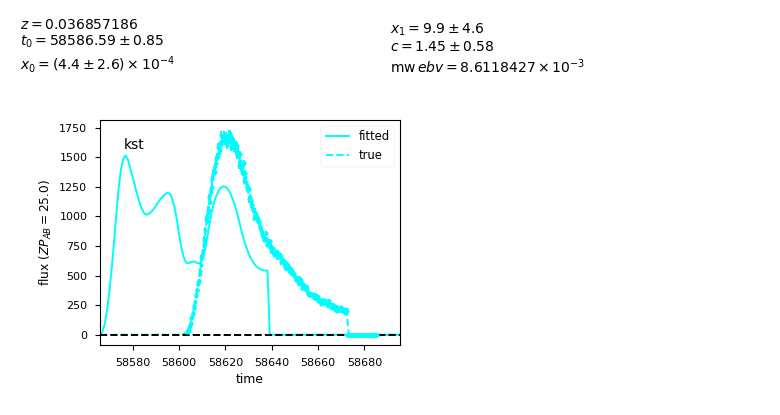 z = 0.036857186
t₀ = 58586.59 ± 0.85
x₀ = (4.4 ± 2.6) × 10⁻⁴
x₁ = 9.9 ± 4.6
c = 1.45 ± 0.58
mw ebv = 8.6118427 × 10⁻³
kst
fitted
true
1750
1500
1250
1000
750
500
250
0
flux (ZP_AB = 25.0)
58580 58600 58620 58640 58660 58680
time